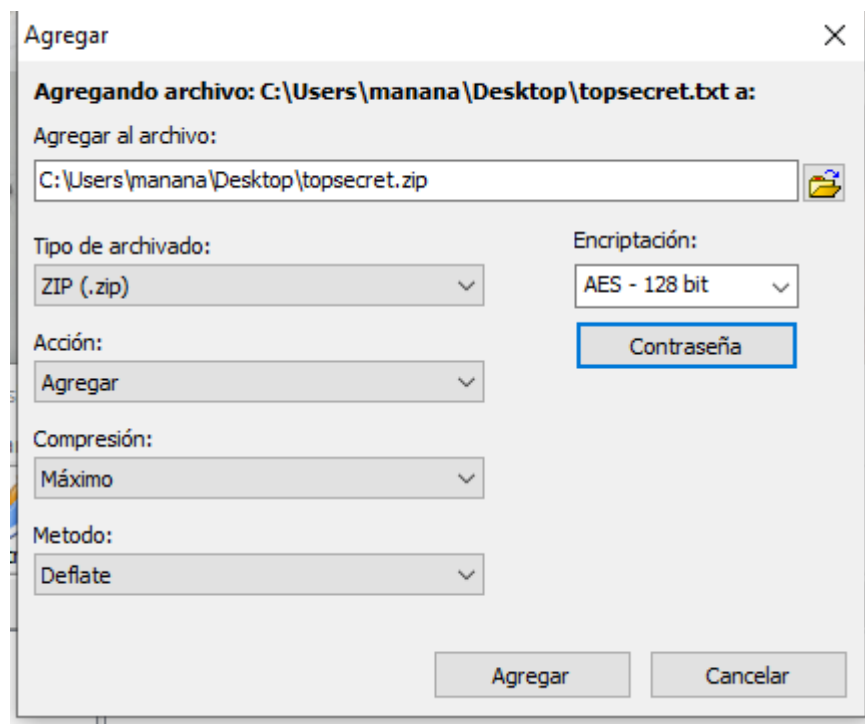 Agregar
Agregando archivo: C:\Users\manana\Desktop\topsecret.txt a:
Agregar al archivo:
C:\Users\manana\Desktop\topsecret.zip
Tipo de archivado:
ZIP (.zip)
Encriptación:
AES - 128 bit
Contraseña
Acción:
Agregar
Compresión:
Máximo
Metodo:
Deflate
Agregar
Cancelar